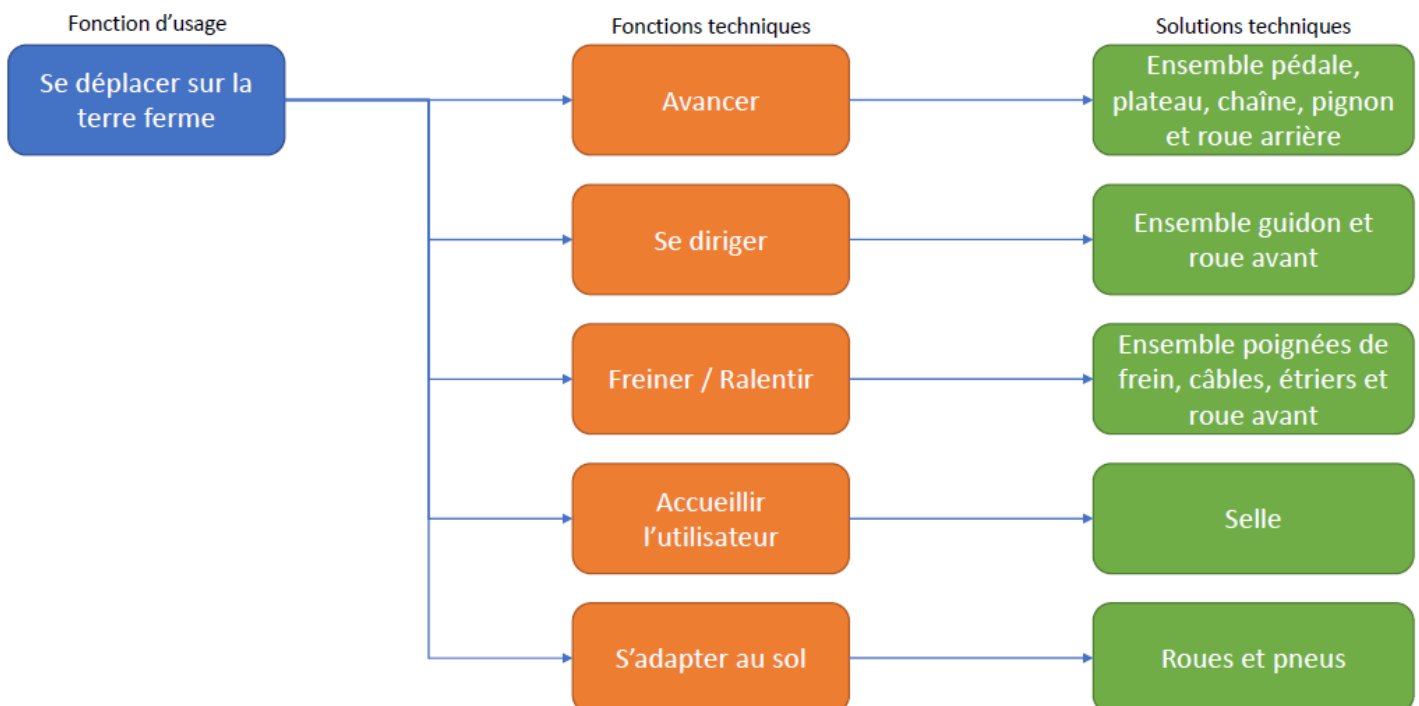 Fonction d’usage
Fonctions techniques
Solutions techniques
Se déplacer sur la
terre ferme
Avancer
Ensemble pédale,
plateau, chaîne, pignon
et roue arrière
Se diriger
Ensemble guidon et
roue avant
Freiner / Ralentir
Ensemble poignées de
frein, câbles, étriers et
roue avant
Accueillir
l’utilisateur
Selle
S’adapter au sol
Roues et pneus